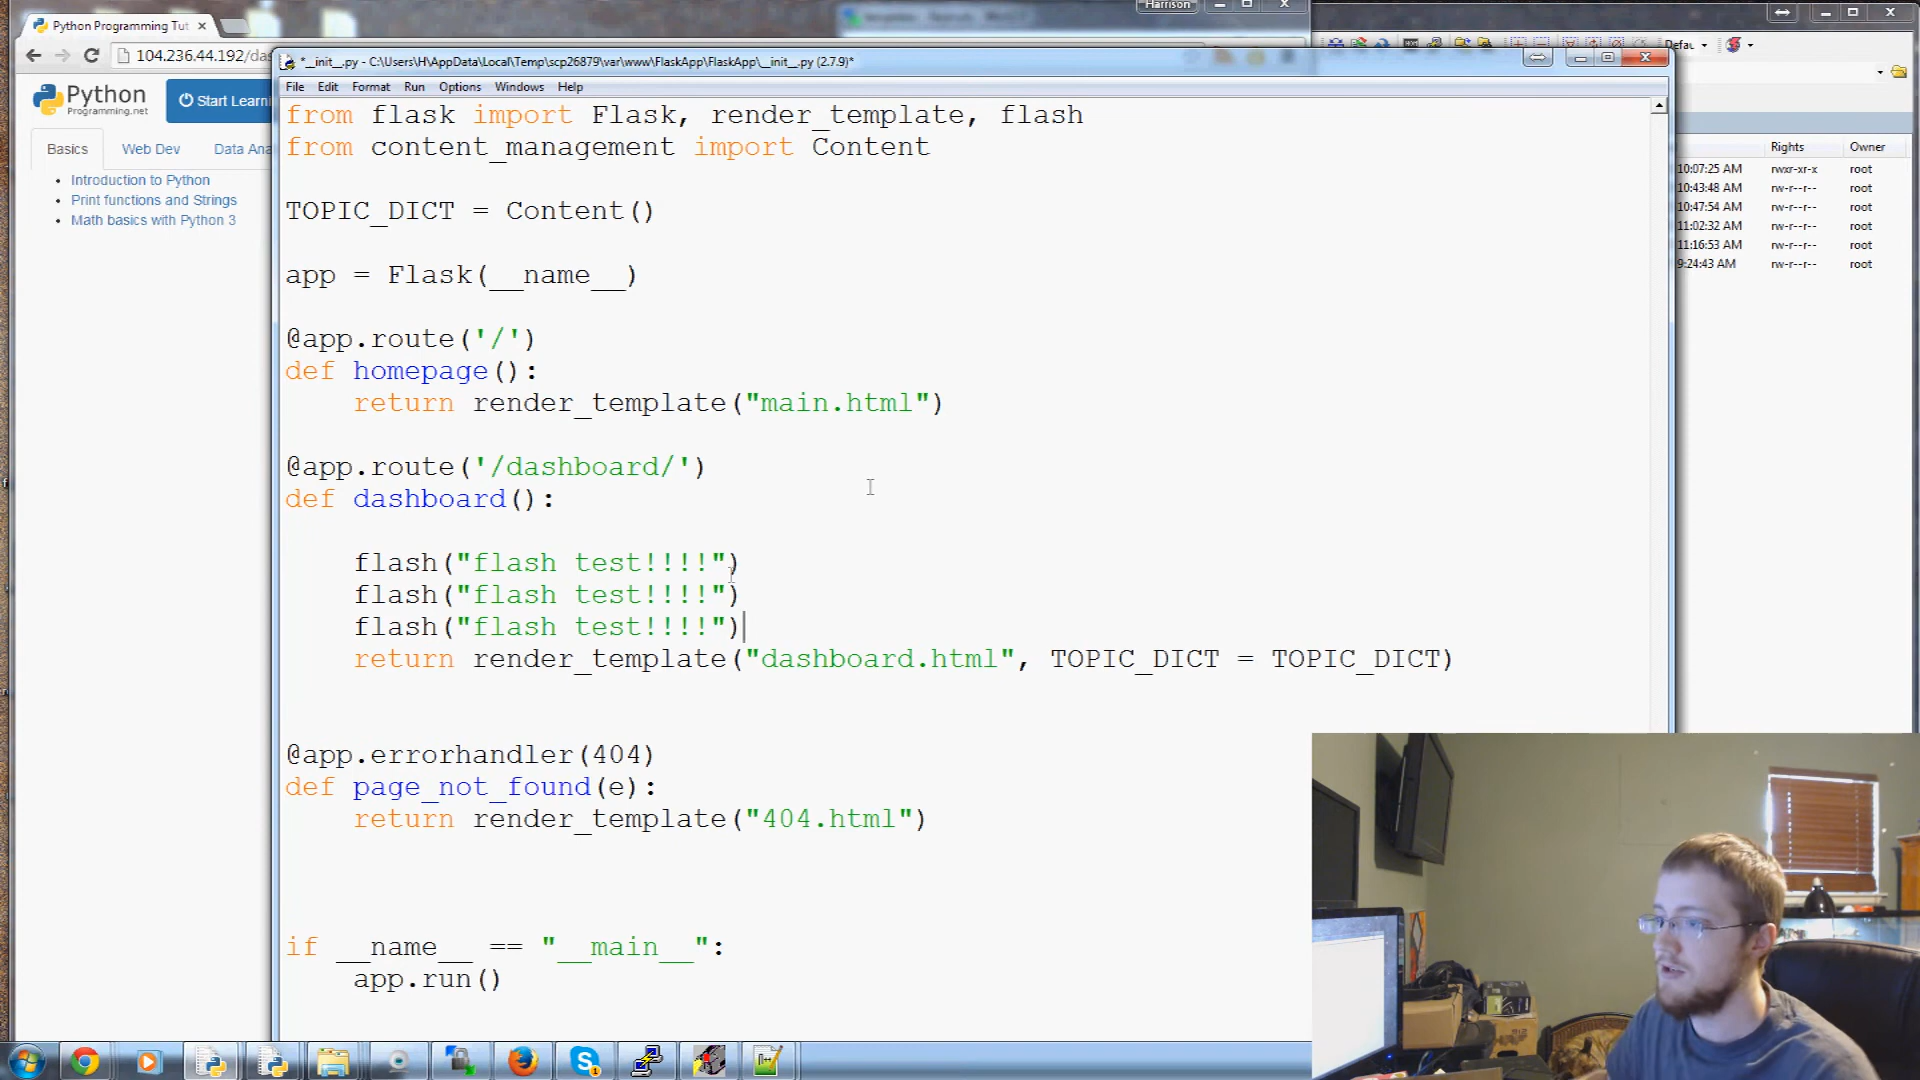 Harrison
Python Programming Tut
104.236.44.192/das
*__init__.py - C:\Users\H\AppData\Local\Temp\scp26879\var\www\FlaskApp\FlaskApp\__init__.py (2.7.9)*
File Edit Format Run Options Windows Help
Python
Programming.net
Start Learni
Basics Web Dev Data Ana
Introduction to Python
Print functions and Strings
Math basics with Python 3
from flask import Flask, render_template, flash
from content_management import Content
TOPIC_DICT = Content()
app = Flask(__name__)
@app.route('/')
def homepage():
return render_template("main.html")
@app.route('/dashboard/')
def dashboard():
flash("flash test!!!!")
flash("flash test!!!!")
flash("flash test!!!!")
return render_template("dashboard.html", TOPIC_DICT = TOPIC_DICT)
@app.errorhandler(404)
def page_not_found(e):
return render_template("404.html")
if __name__ == "__main__":
app.run()
Defau
Rights Owner
10:07:25 AM rwxr-xr-x root
10:43:48 AM rw-r--r-- root
10:47:54 AM rw-r--r-- root
11:02:32 AM rw-r--r-- root
11:16:53 AM rw-r--r-- root
9:24:43 AM rw-r--r-- root